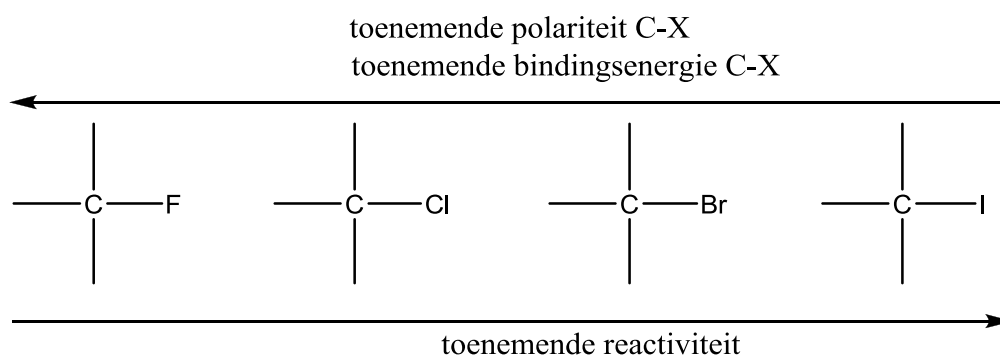 toenemende polariteit C-X
toenemende bindingsenergie C-X
C F C Cl C Br C I
toenemende reactiviteit